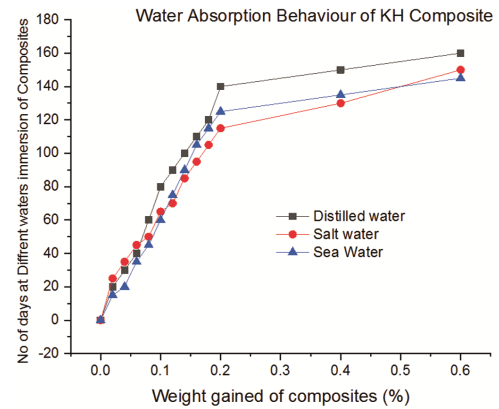 Water Absorption Behaviour of KH Composite
No of days at Diffrent waters immersion of Composites
180
160
140
120
100
80
60
40
20
0
-20
Distilled water
Salt water
Sea Water
0.0 0.1 0.2 0.3 0.4 0.5 0.6
Weight gained of composites (%)